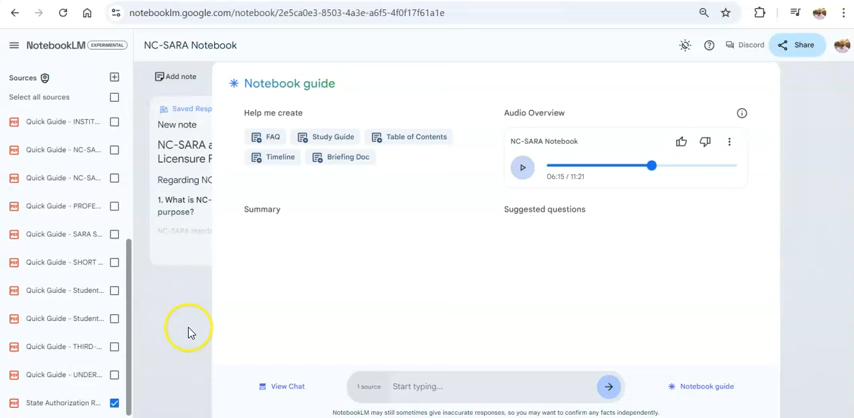 notebooklm.google.com/notebook/2e5ca0e3-8503-4a3e-a6f5-4f0f17f61a1e
NotebookLM EXPERIMENTAL
NC-SARA Notebook
Discord
Share
Sources
Select all sources
Quick Guide - INSTIT...
Quick Guide - NC-SA...
Quick Guide - NC-SA...
Quick Guide - PROFE...
Quick Guide - SARA S...
Quick Guide - SHORT ...
Quick Guide - Student...
Quick Guide - Student...
Quick Guide - THIRD-...
Quick Guide - UNDER...
State Authorization R...
Add note
Saved Resp
New note
NC-SARA a
Licensure F
Regarding NC
1. What is NC-
purpose?
Notebook guide
Help me create
FAQ
Study Guide
Table of Contents
Timeline
Briefing Doc
Summary
Audio Overview
NC-SARA Notebook
06:15 / 11:21
Suggested questions
View Chat
1 source
Start typing...
Notebook guide
NotebookLM may still sometimes give inaccurate responses, so you may want to confirm any facts independently.